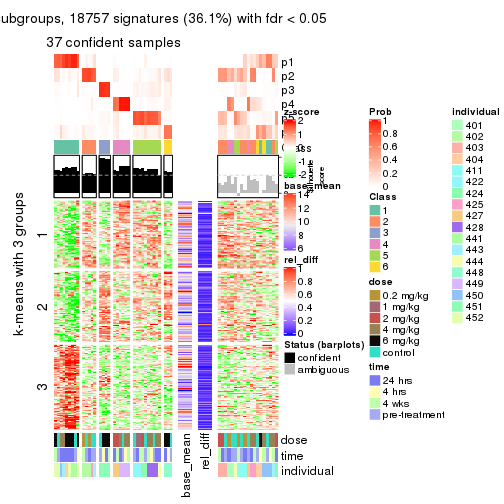 ubgroups, 18757 signatures (36.1%) with fdr < 0.05
37 confident samples
p1
p2
p3
p4
k-means with 3 groups
1
2
3
z-score
2
1
0
-1
-2
Silhouette
score
base_mean
14
12
10
8
6
rel_diff
1
0.8
0.6
0.4
0.2
0
Status (barplots)
confident
ambiguous
dose
time
individual
base_mean
rel_diff
Prob
1
0.8
0.6
0.4
0.2
0
Class
1
2
3
4
5
6
dose
0.2 mg/kg
1 mg/kg
2 mg/kg
4 mg/kg
6 mg/kg
control
time
24 hrs
4 hrs
4 wks
pre-treatment
individual
401
402
403
404
411
422
424
425
427
428
441
443
444
448
449
450
451
452